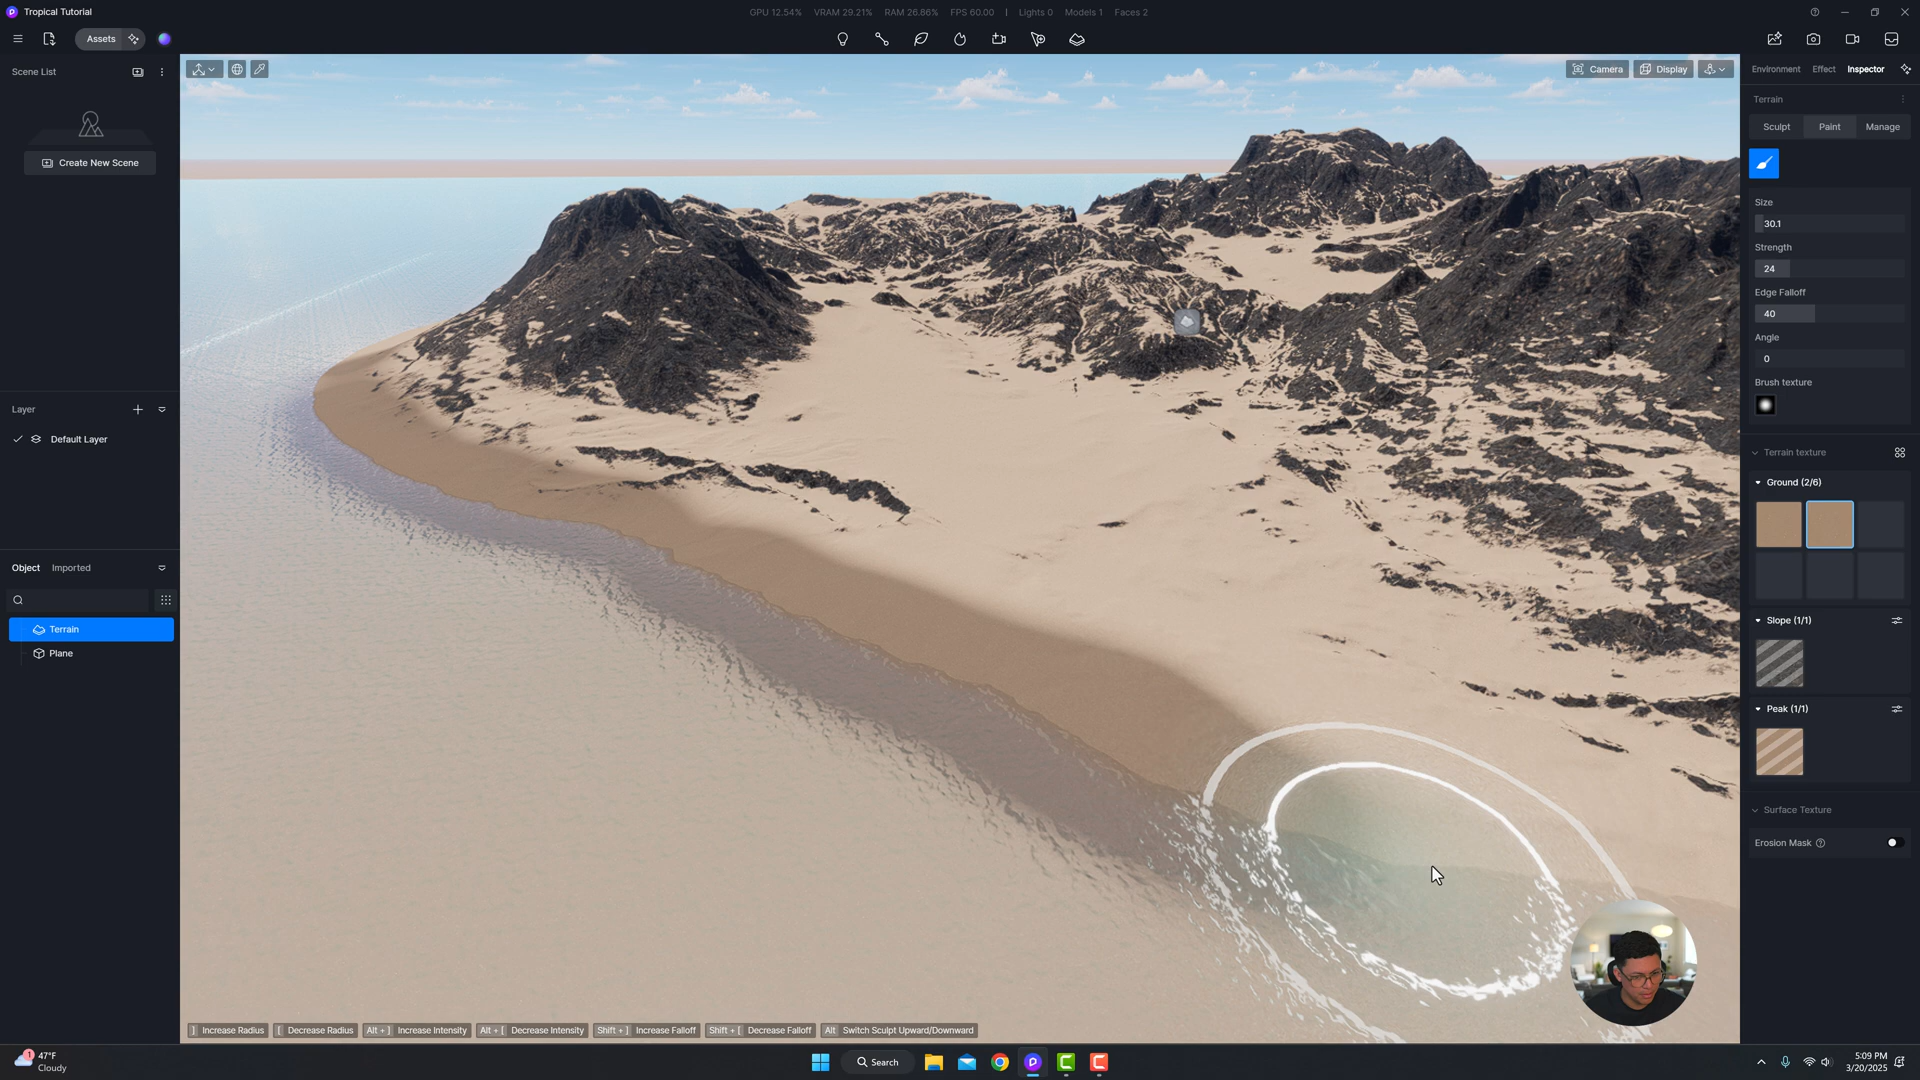 Tropical Tutorial
GPU 12.54% VRAM 29.21% RAM 26.86% FPS 60.00 | Lights 0 Models 1 Faces 2
Assets
Scene List
Create New Scene
Layer
Default Layer
Object Imported
Terrain
Plane
Camera Display
Environment Effect Inspector
Terrain
Sculpt Paint Manage
Size
30.1
Strength
24
Edge Falloff
40
Angle
0
Brush texture
Terrain texture
Ground (2/6)
Slope (1/1)
Peak (1/1)
Surface Texture
Erosion Mask
] Increase Radius [ Decrease Radius Alt + ] Increase Intensity Alt + [ Decrease Intensity Shift + ] Increase Falloff Shift + [ Decrease Falloff Alt Switch Sculpt Upward/Downward
1
47°F
Cloudy
Search
5:09 PM
3/20/2025